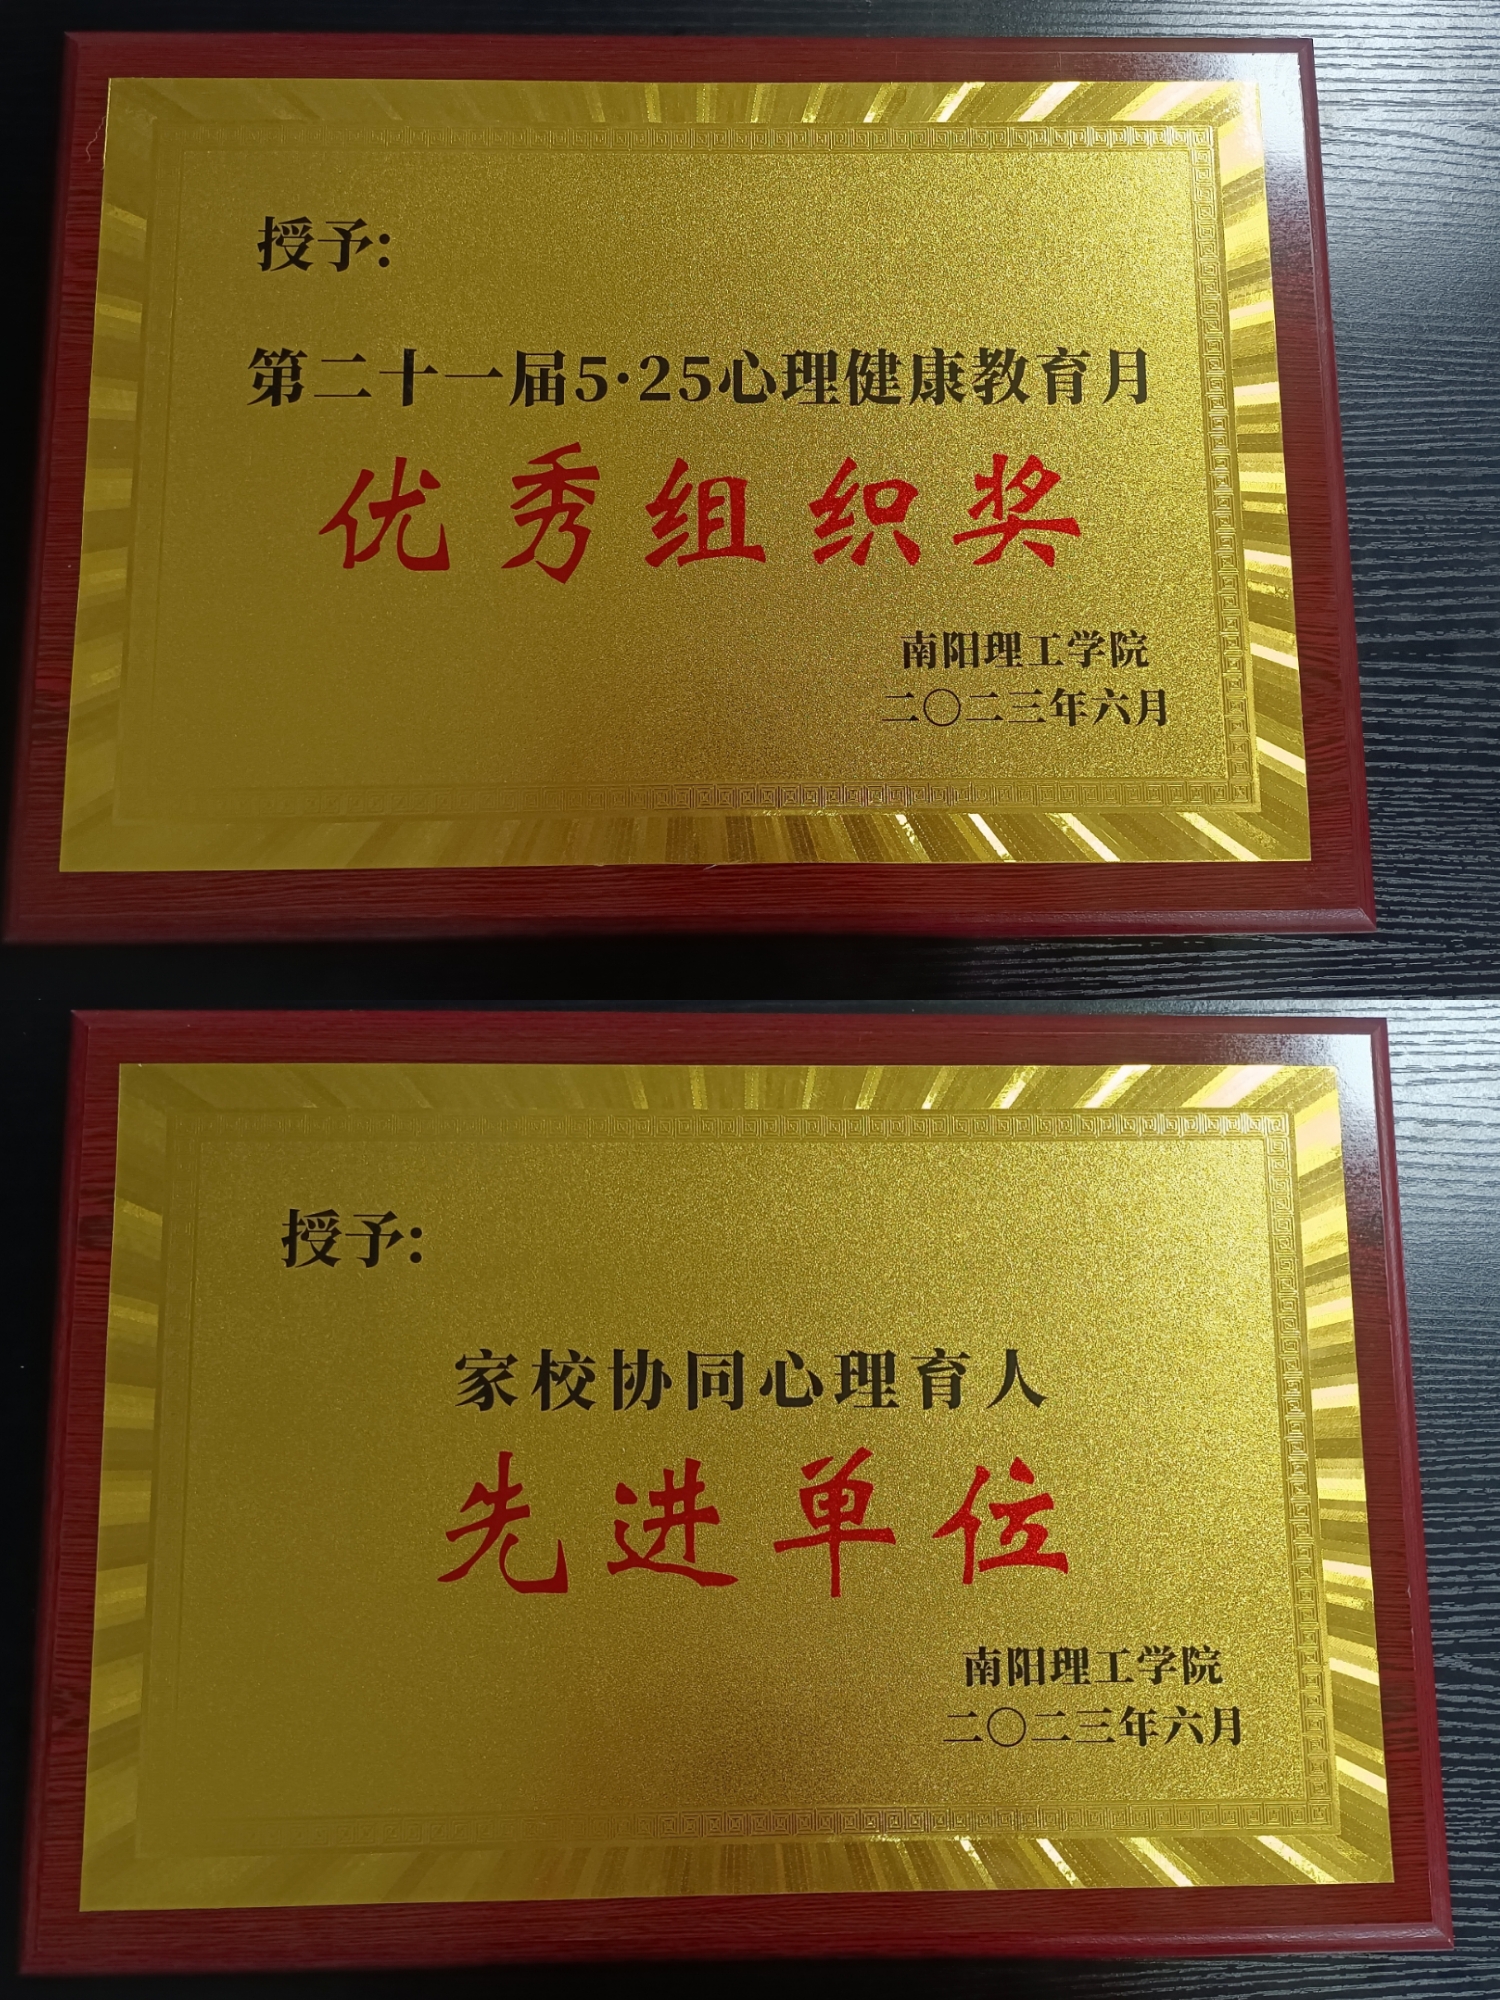 授予:
第二十一届5·25心理健康教育月
优秀组织奖
南阳理工学院
二〇二三年六月
授予:
家校协同心理育人
先进单位
南阳理工学院
二〇二三年六月